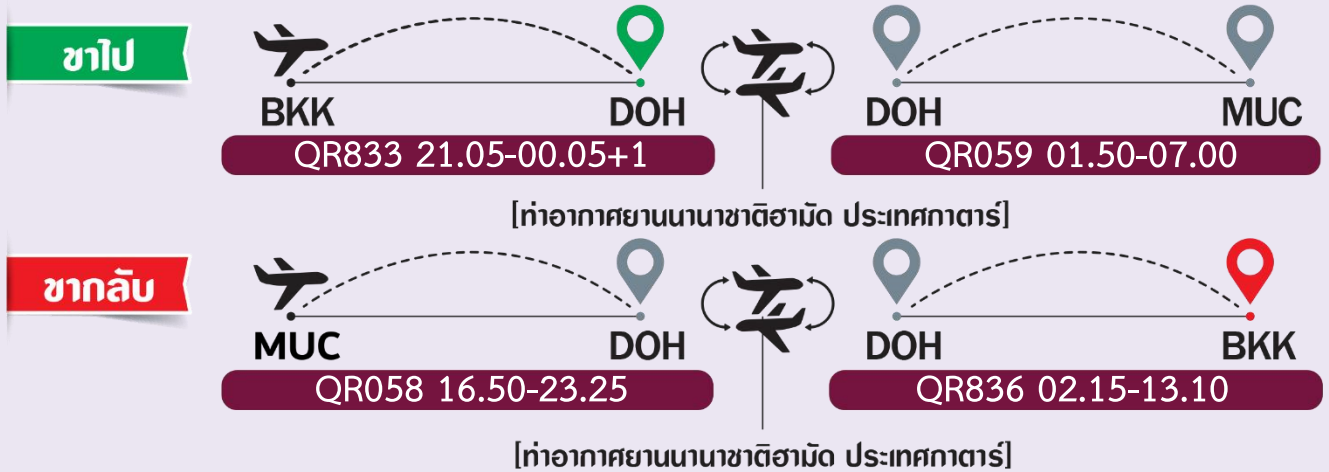 ขาไป
BKK DOH DOH MUC
QR833 21.05-00.05+1 QR059 01.50-07.00
[ท่าอากาศยานนานาชาติฮามัด ประเทศกาตาร์]
ขากลับ
MUC DOH DOH BKK
QR058 16.50-23.25 QR836 02.15-13.10
[ท่าอากาศยานนานาชาติฮามัด ประเทศกาตาร์]